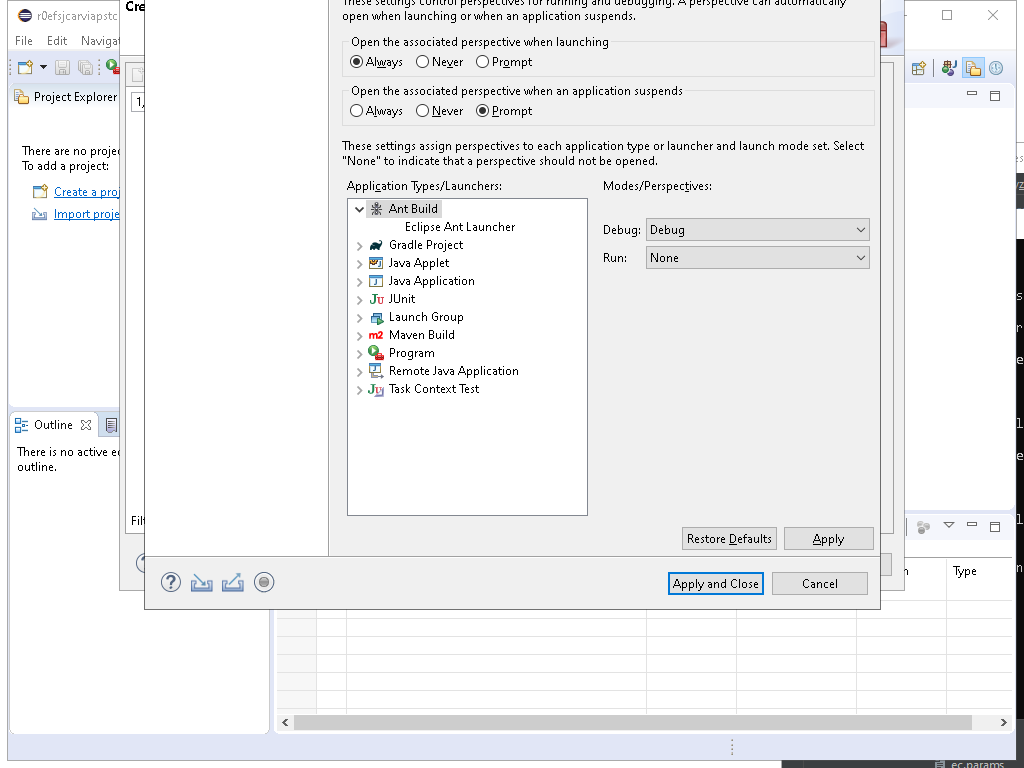 Cre
These settings control perspectives for running and debugging. A perspective can automatically
open when launching or when an application suspends.
r0efsjcarviapstc
File Edit Navigat
Project Explorer
There are no proje
To add a project:
Create a proj
Import proje
Open the associated perspective when launching
Always Never Prompt
Open the associated perspective when an application suspends
Always Never Prompt
These settings assign perspectives to each application type or launcher and launch mode set. Select
"None" to indicate that a perspective should not be opened.
Application Types/Launchers:
Modes/Perspectives:
Ant Build
Eclipse Ant Launcher
Gradle Project
Java Applet
Java Application
JUnit
Launch Group
Maven Build
Program
Remote Java Application
Task Context Test
Debug: Debug
Run: None
Outline
There is no active ed
outline.
Filt
Restore Defaults Apply
Apply and Close Cancel
Type
ec.params